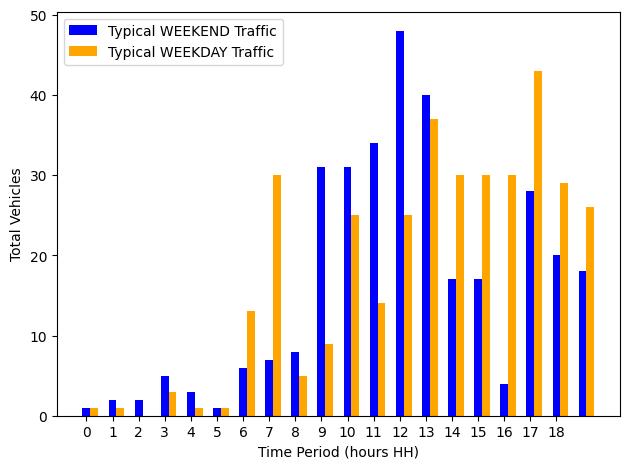 Typical WEEKEND Traffic
Typical WEEKDAY Traffic
Total Vehicles
50
40
30
20
10
0
0 1 2 3 4 5 6 7 8 9 10 11 12 13 14 15 16 17 18
Time Period (hours HH)